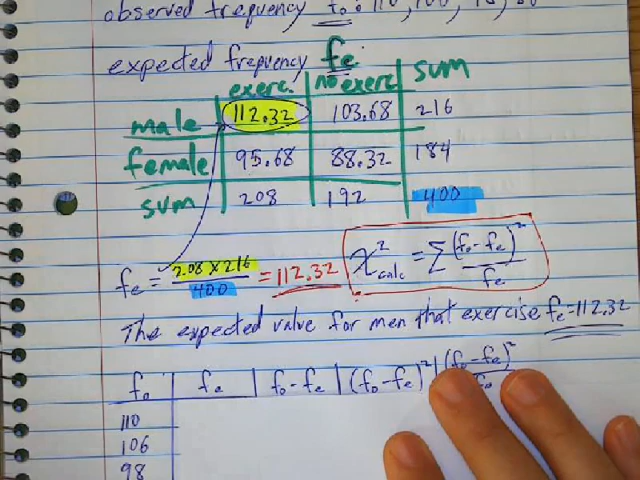 observed frequency fo: 110, 106,
expected frequency fe
exerc. no exerc sum
male 112.32 103.68 216
female 95.68 88.32 184
sum 208 192 400
fe = 2.08 × 216 / 400 = 112.32
χ²calc = Σ (fo - fe)² / fe
The expected value for men that exercise fe = 112.32
fo | fe | fo - fe | (fo - fe)² | (fo - fe)²
110
106
98